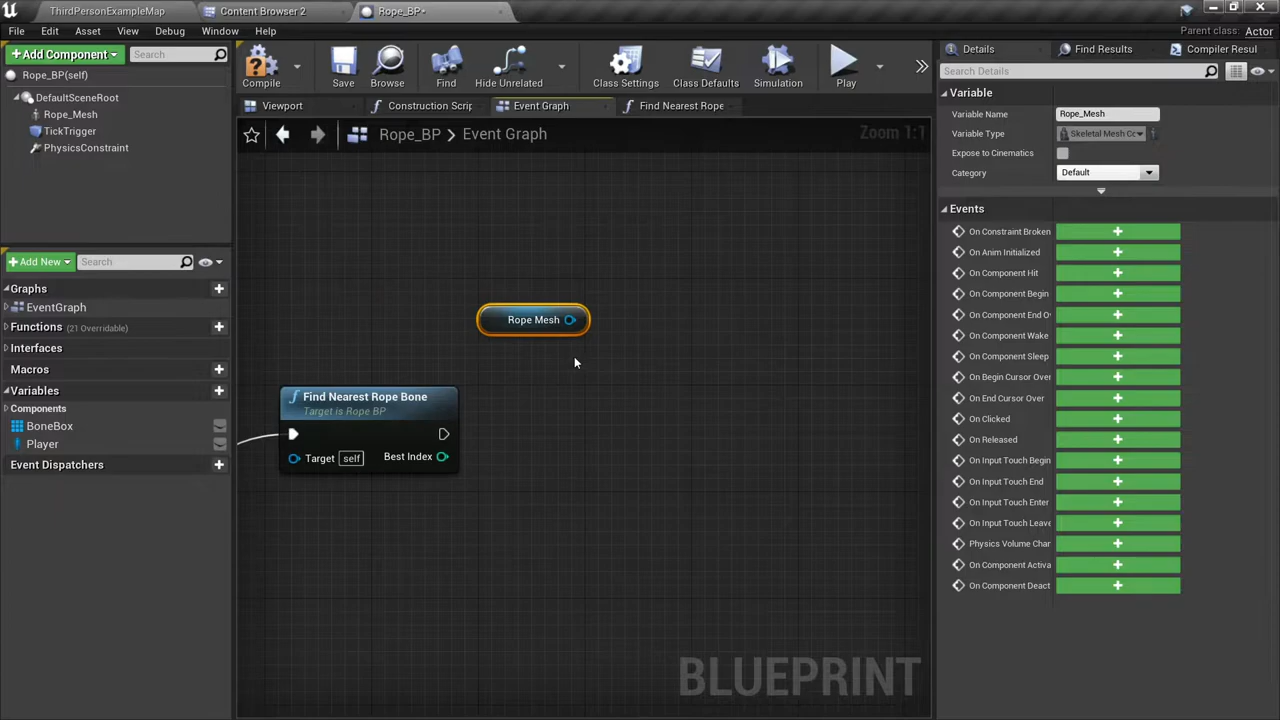 ThirdPersonExampleMap
Content Browser 2
Rope_BP*
File
Edit
Asset
View
Debug
Window
Help
Parent class: Actor
Add Component
Search
Rope_BP(self)
DefaultSceneRoot
Rope_Mesh
TickTrigger
PhysicsConstraint
Compile
Save
Browse
Find
Hide Unrelated
Class Settings
Class Defaults
Simulation
Play
Viewport
Construction Scrip
Event Graph
Find Nearest Rope
Rope_BP > Event Graph
Zoom 1:1
Add New
Search
Graphs
EventGraph
Functions (21 Overridable)
Interfaces
Macros
Variables
Components
BoneBox
Player
Event Dispatchers
Rope Mesh
Find Nearest Rope Bone
Target is Rope BP
Target self
Best Index
BLUEPRINT
Details
Find Results
Compiler Resul
Search Details
Variable
Variable Name Rope_Mesh
Variable Type Skeletal Mesh Cc
Expose to Cinematics
Category Default
Events
On Constraint Broken
On Anim Initialized
On Component Hit
On Component Begin
On Component End O
On Component Wake
On Component Sleep
On Begin Cursor Over
On End Cursor Over
On Clicked
On Released
On Input Touch Begin
On Input Touch End
On Input Touch Enter
On Input Touch Leave
Physics Volume Char
On Component Activa
On Component Deact